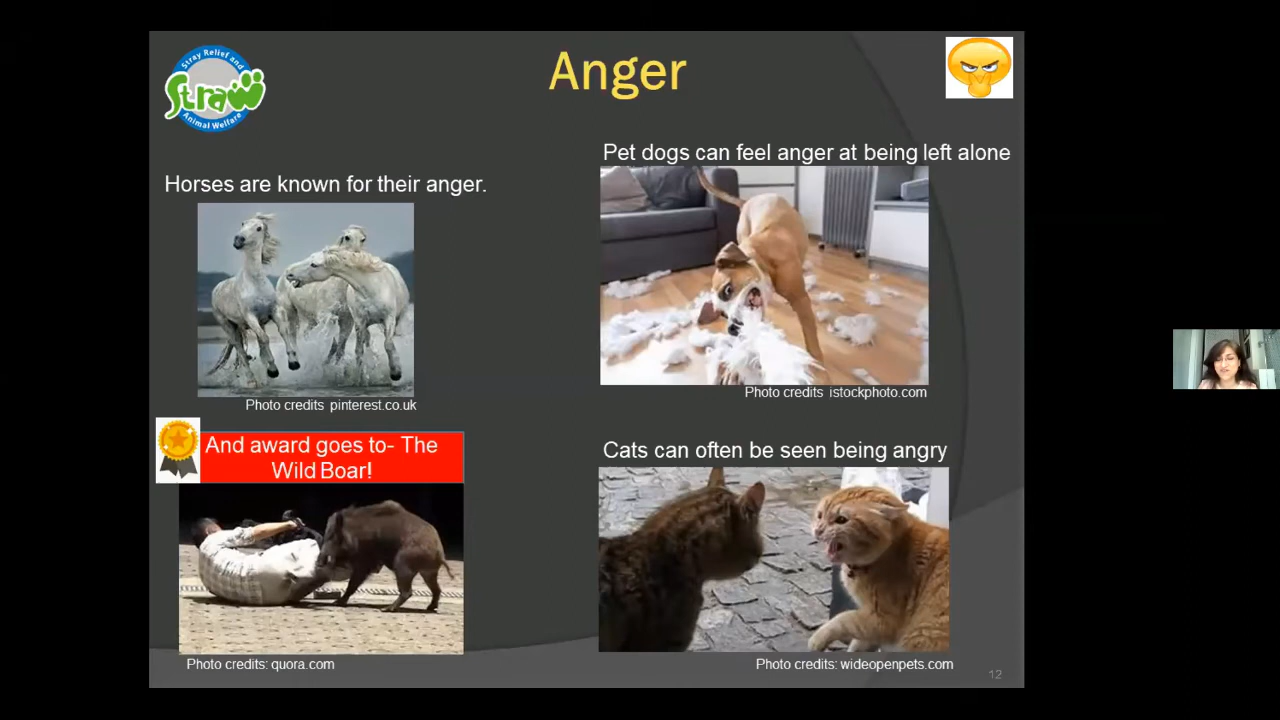 Stray Relief and
Straw
Animal Welfare
Anger
Horses are known for their anger.
Photo credits pinterest.co.uk
And award goes to- The
Wild Boar!
Photo credits: quora.com
Pet dogs can feel anger at being left alone
Photo credits istockphoto.com
Cats can often be seen being angry
Photo credits: wideopenpets.com
12